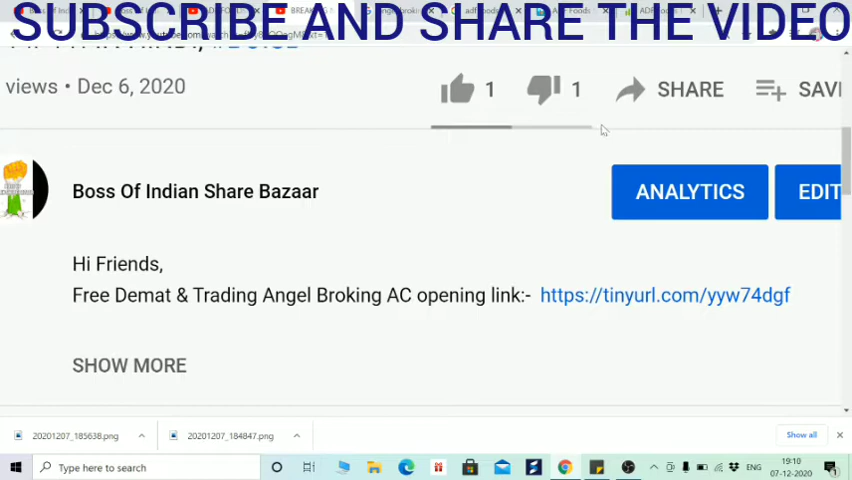 SUBSCRIBE AND SHARE THE VIDEO
views • Dec 6, 2020
1
1
SHARE
SAVE
Boss Of Indian Share Bazaar
ANALYTICS
EDIT
Hi Friends,
Free Demat & Trading Angel Broking AC opening link:- https://tinyurl.com/yyw74dgf
SHOW MORE
20201207_185638.png
20201207_184847.png
Show all
Type here to search
ENG
19:10
07-12-2020